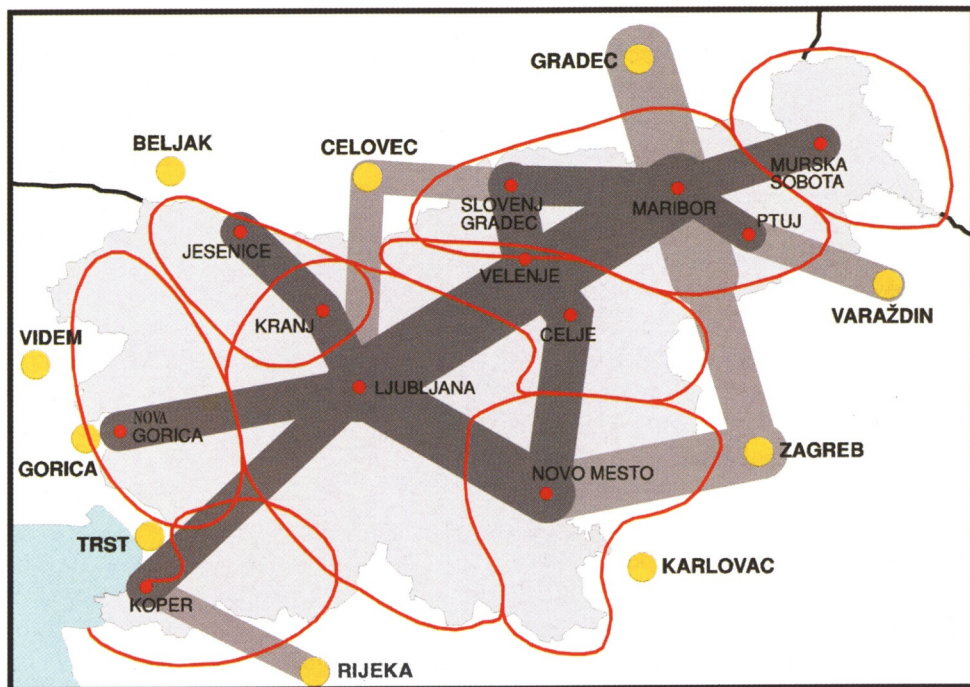 GRADEC
BELJAK
CELOVEC
MURSKA
SOBOTA
SLOVENJ
GRADEC
MARIBOR
PTUJ
JESENICE
VELENJE
VARAŽDIN
KRANJ
CELJE
VIDEM
LJUBLJANA
NOVA
GORICA
GORICA
ZAGREB
NOVO MESTO
TRST
KARLOVAC
KOPER
RIJEKA